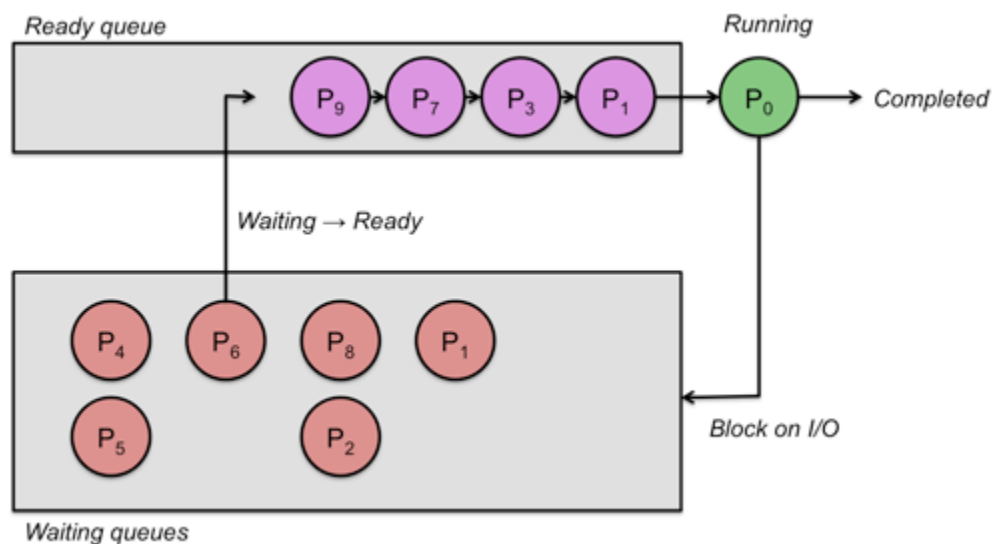 Ready queue
Running
P9 P7 P3 P1 P0 Completed
Waiting → Ready
P4 P6 P8 P1
P5 P2
Block on I/O
Waiting queues